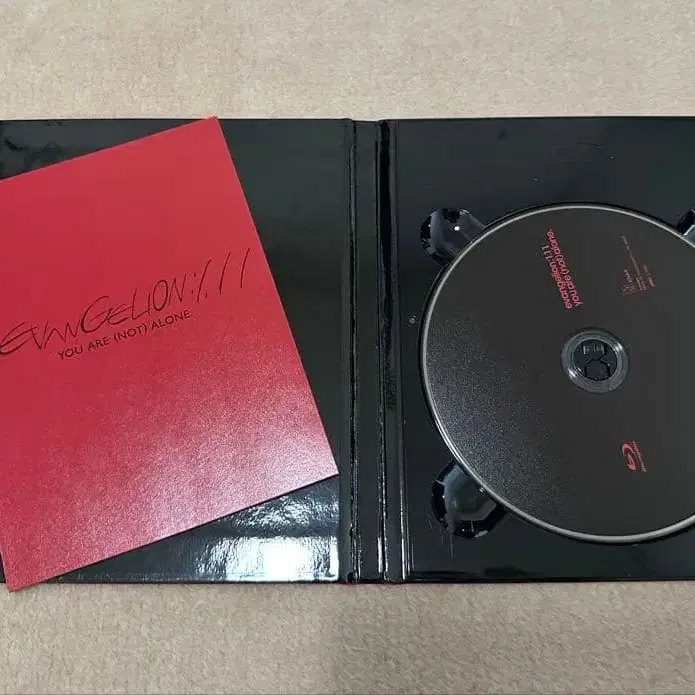 EVANGELION:1.11
YOU ARE (NOT) ALONE.
evangelion:1.11
you are (not) alone.